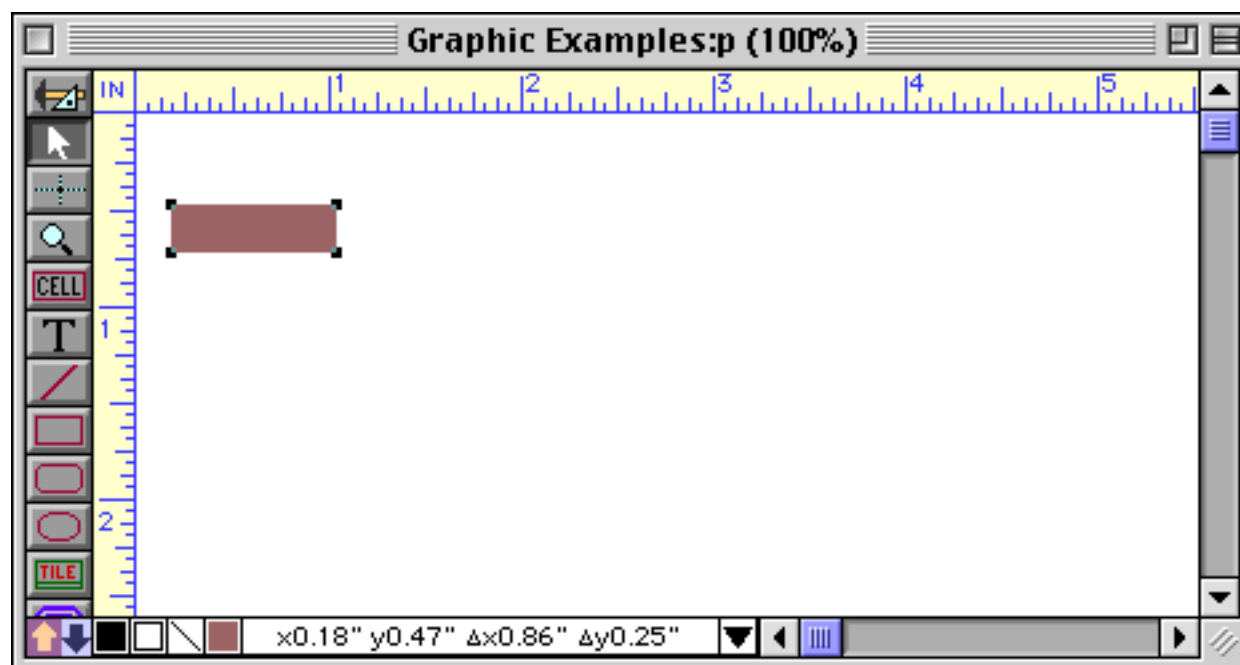 Graphic Examples:p (100%)
IN 1 2 3 4 5
CELL
T
1
2
TILE
x0.18" y0.47" Δx0.86" Δy0.25"